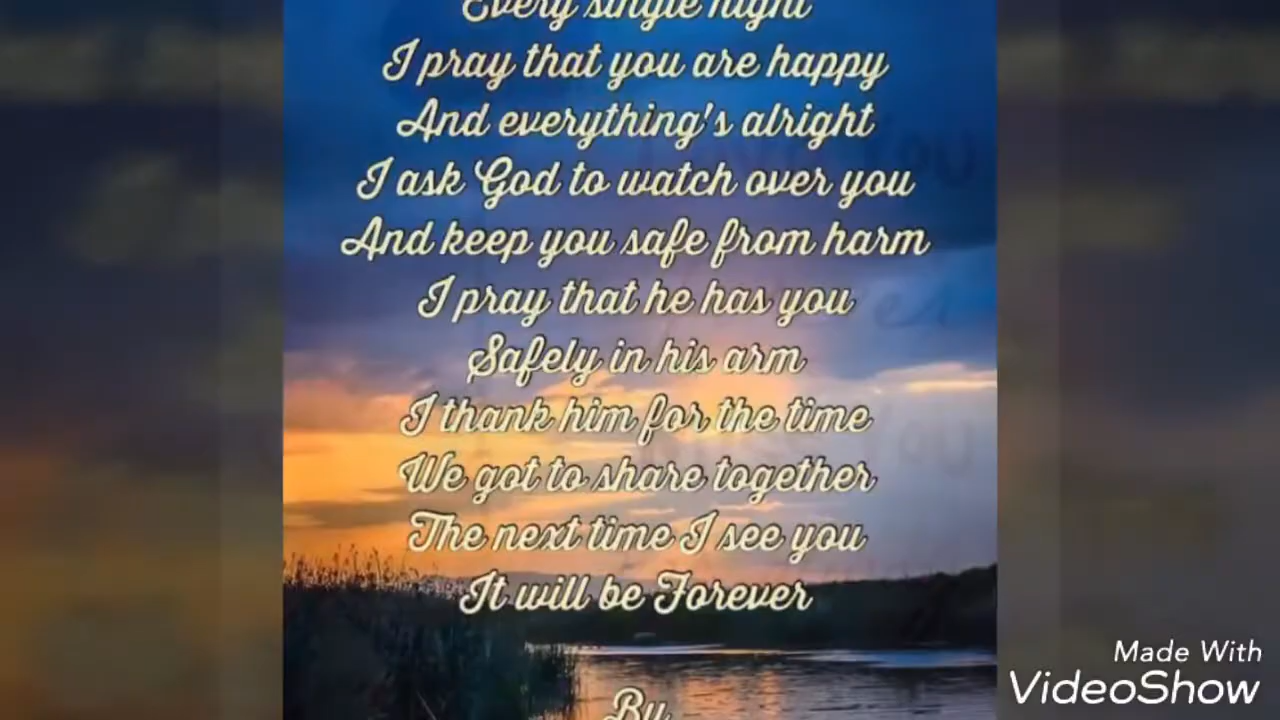 Every single night
I pray that you are happy
And everything's alright
I ask God to watch over you
And keep you safe from harm
I pray that he has you
Safely in his arm
I thank him for the time
We got to share together
The next time I see you
It will be Forever
By
Made With
VideoShow